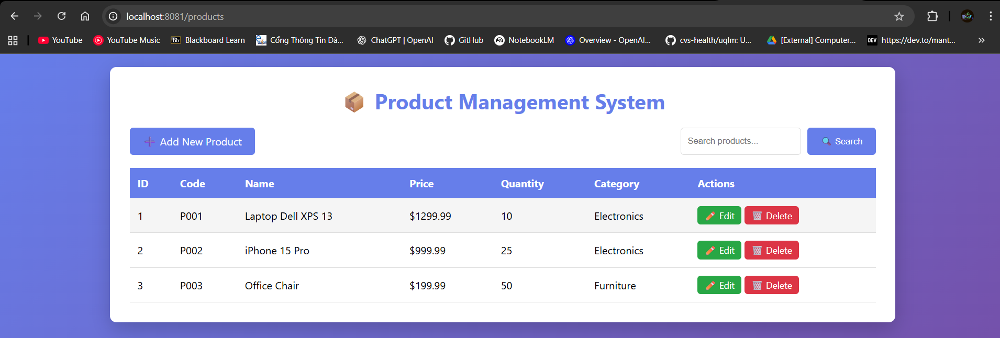 localhost:8081/products
YouTube YouTube Music Blackboard Learn Cổng Thông Tin Đà... ChatGPT | OpenAI GitHub NotebookLM Overview - OpenAI... cvs-health/uqlm: U... [External] Computer... DEV https://dev.to/mant...
Product Management System
Add New Product Search products... Search
ID Code Name Price Quantity Category Actions
1 P001 Laptop Dell XPS 13 $1299.99 10 Electronics Edit Delete
2 P002 iPhone 15 Pro $999.99 25 Electronics Edit Delete
3 P003 Office Chair $199.99 50 Furniture Edit Delete